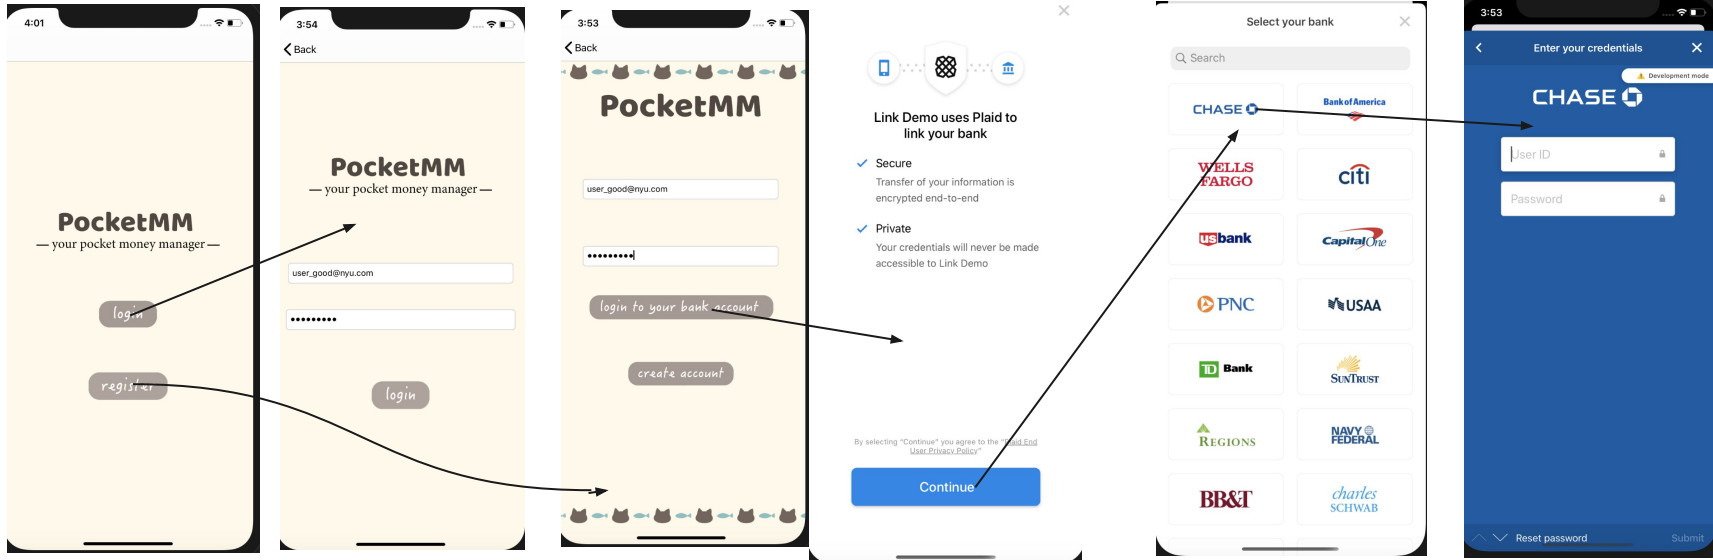 4:01
PocketMM
— your pocket money manager —
login
register
3:54
Back
PocketMM
— your pocket money manager —
user_good@nyu.com
•••••••••
login
3:53
Back
PocketMM
user_good@nyu.com
•••••••••
login to your bank account
create account
Link Demo uses Plaid to
link your bank
Secure
Transfer of your information is
encrypted end-to-end
Private
Your credentials will never be made
accessible to Link Demo
By selecting "Continue" you agree to the "Plaid End
User Privacy Policy"
Continue
Select your bank
Search
CHASE
Bank of America
WELLS
FARGO
citi
usbank
Capital One
PNC
USAA
TD Bank
SUNTRUST
REGIONS
NAVY
FEDERAL
BB&T
charles
SCHWAB
3:53
Enter your credentials
Development mode
CHASE
User ID
Password
Reset password
Submit